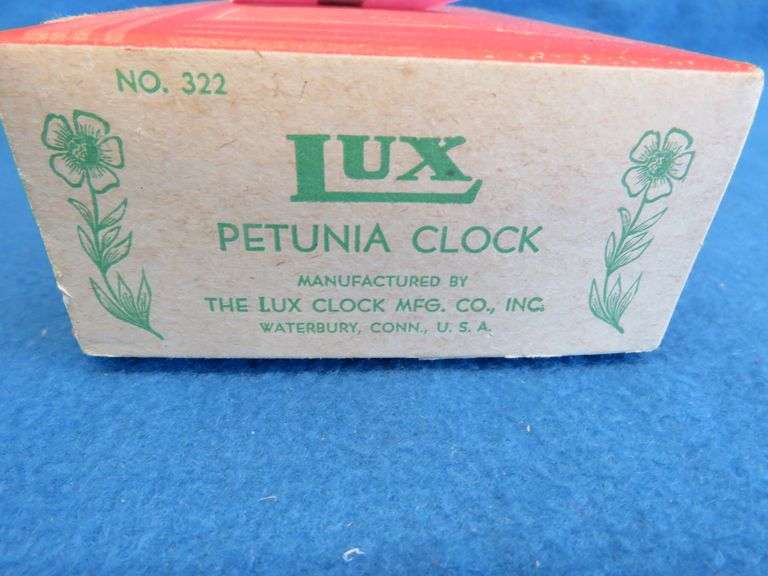 NO. 322
LUX
PETUNIA CLOCK
MANUFACTURED BY
THE LUX CLOCK MFG. CO., INC.
WATERBURY, CONN., U. S. A.